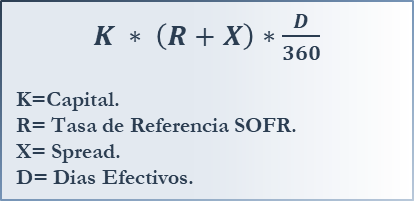 K * (R + X) * D/360
K=Capital.
R= Tasa de Referencia SOFR.
X= Spread.
D= Dias Efectivos.